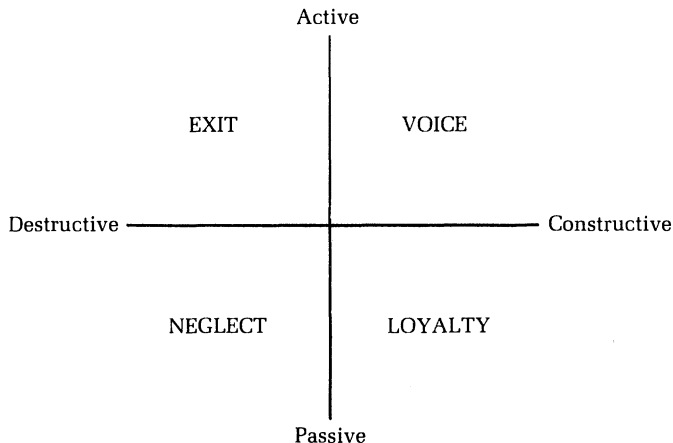 Active
EXIT VOICE
Destructive Constructive
NEGLECT LOYALTY
Passive